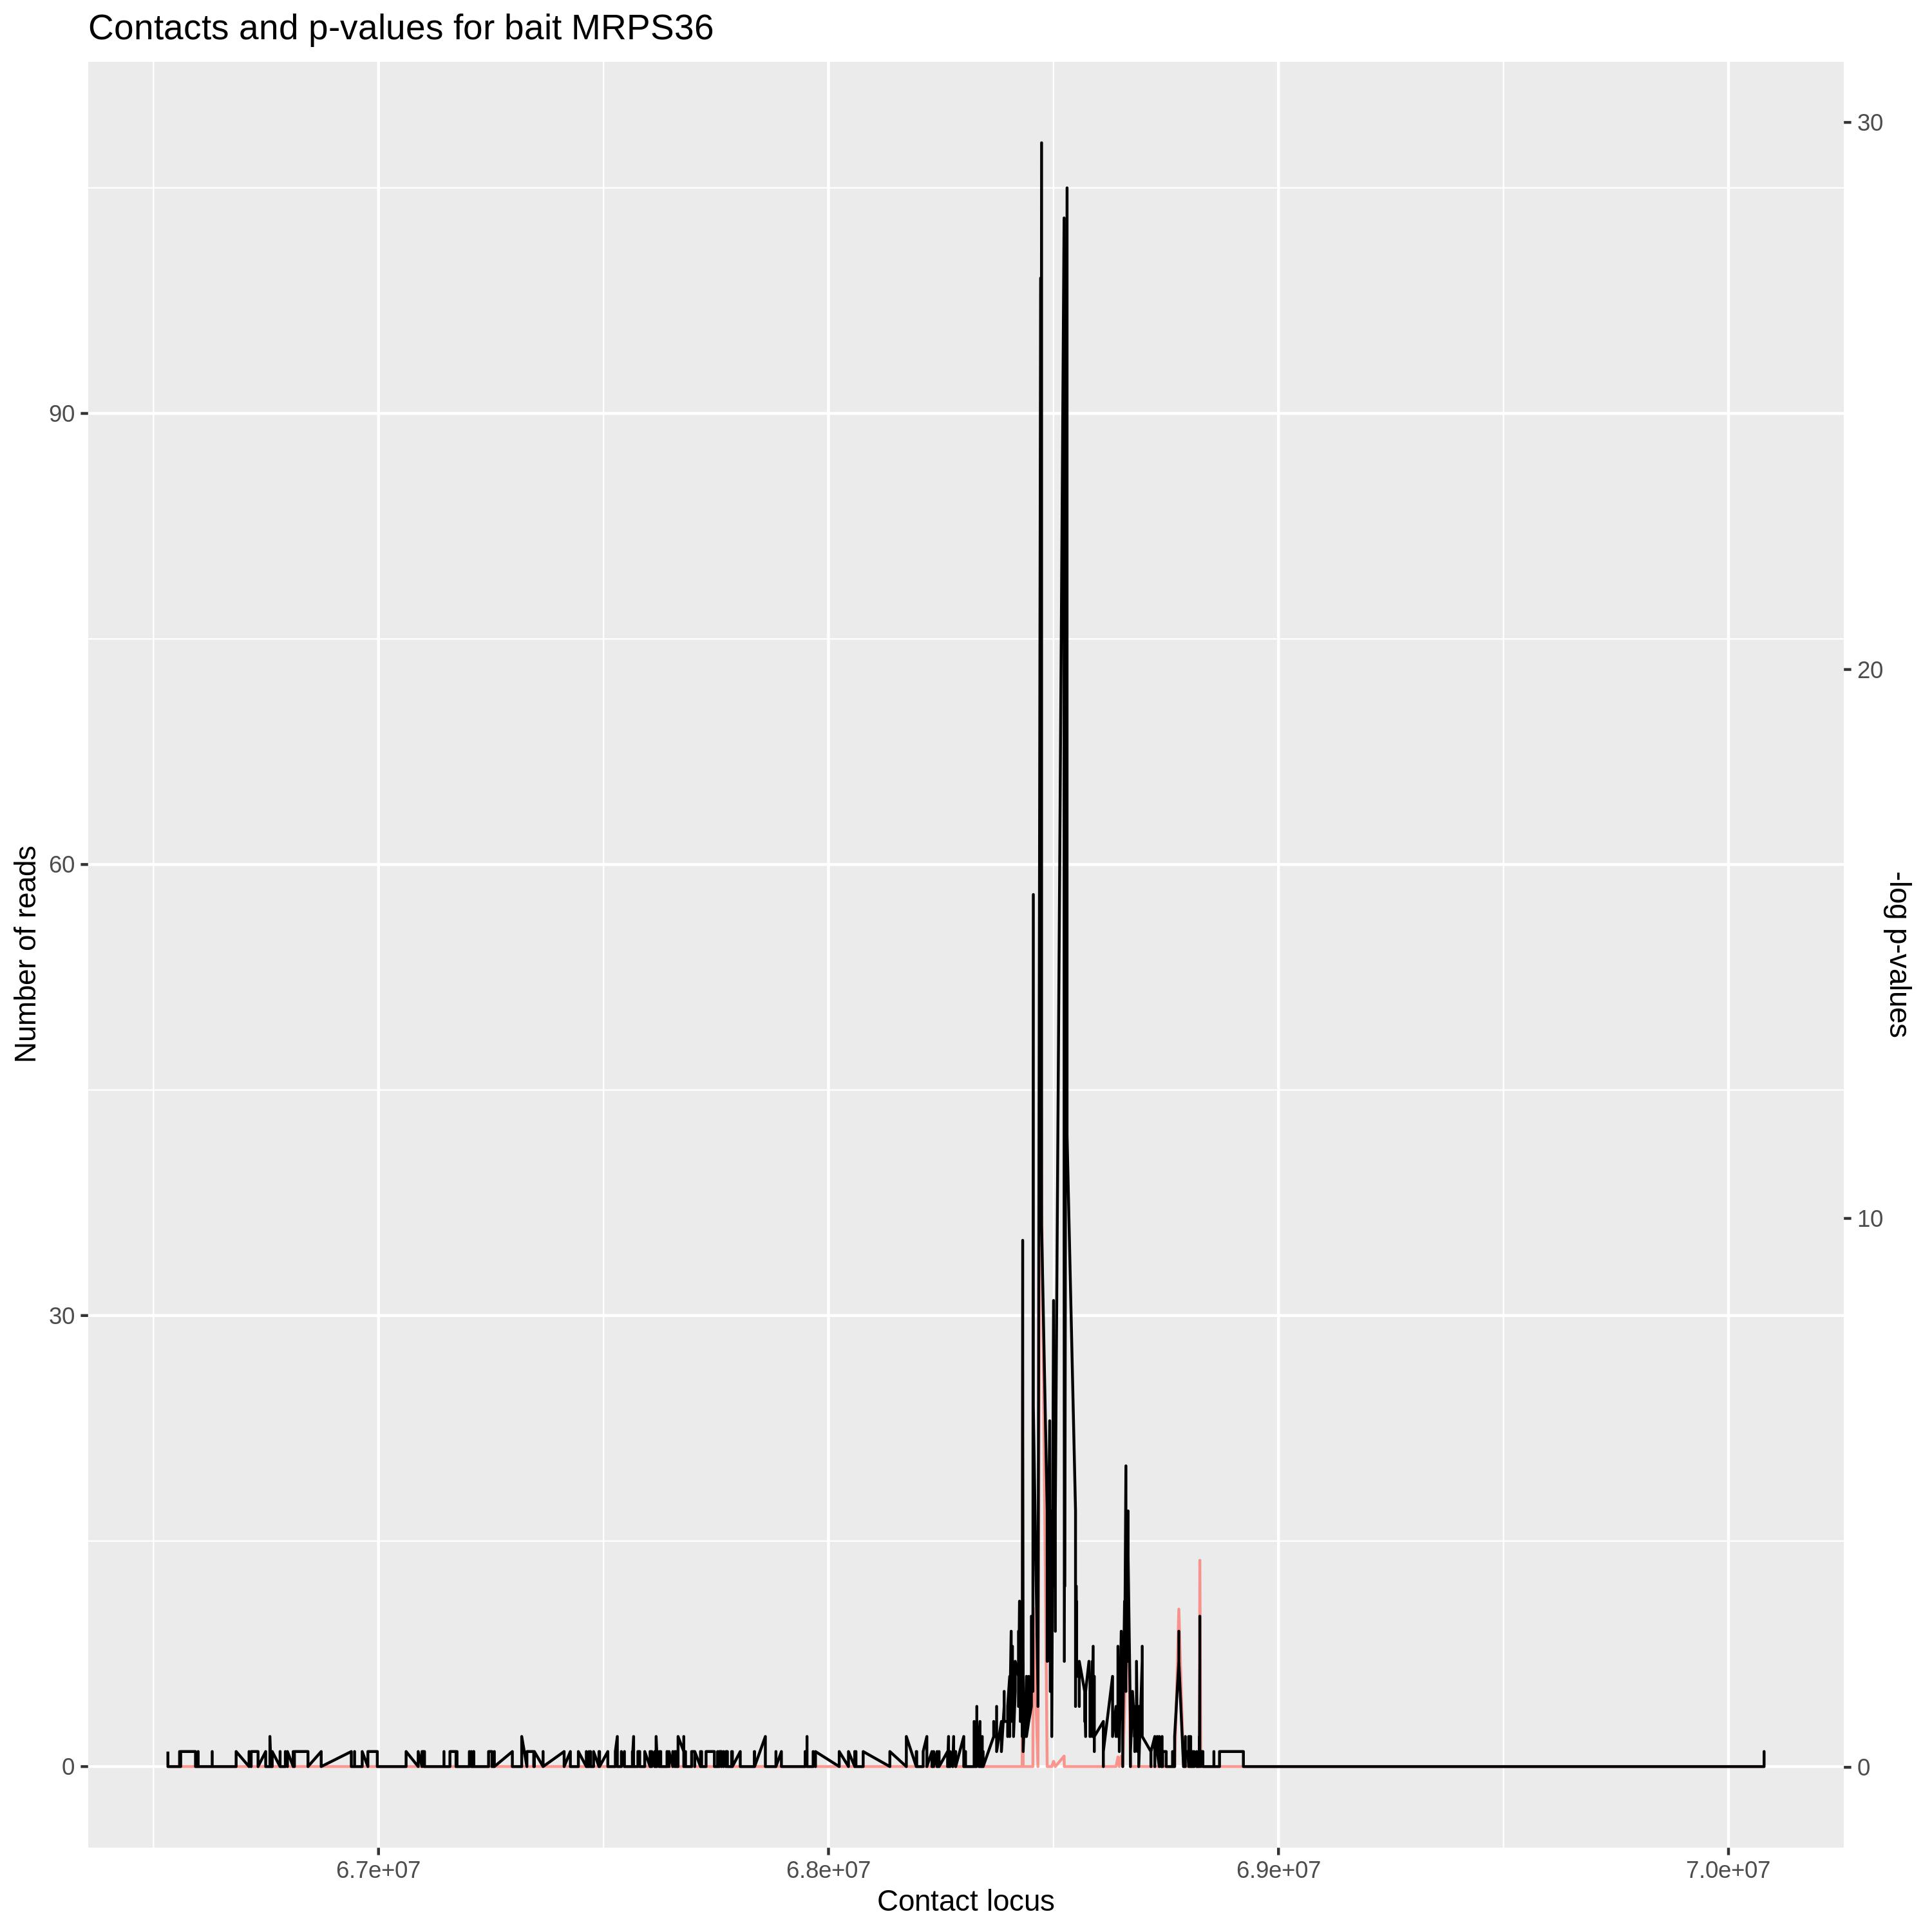 Contacts and p-values for bait MRPS36
30
90
20
60
Number of reads
-log p-values
10
30
0
0
6.7e+07
6.8e+07
6.9e+07
7.0e+07
Contact locus